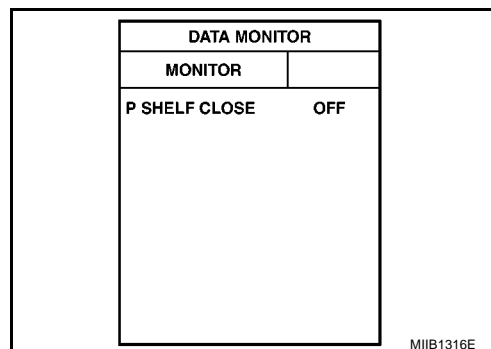 DATA MONITOR
MONITOR
P SHELF CLOSE OFF
MIIB1316E